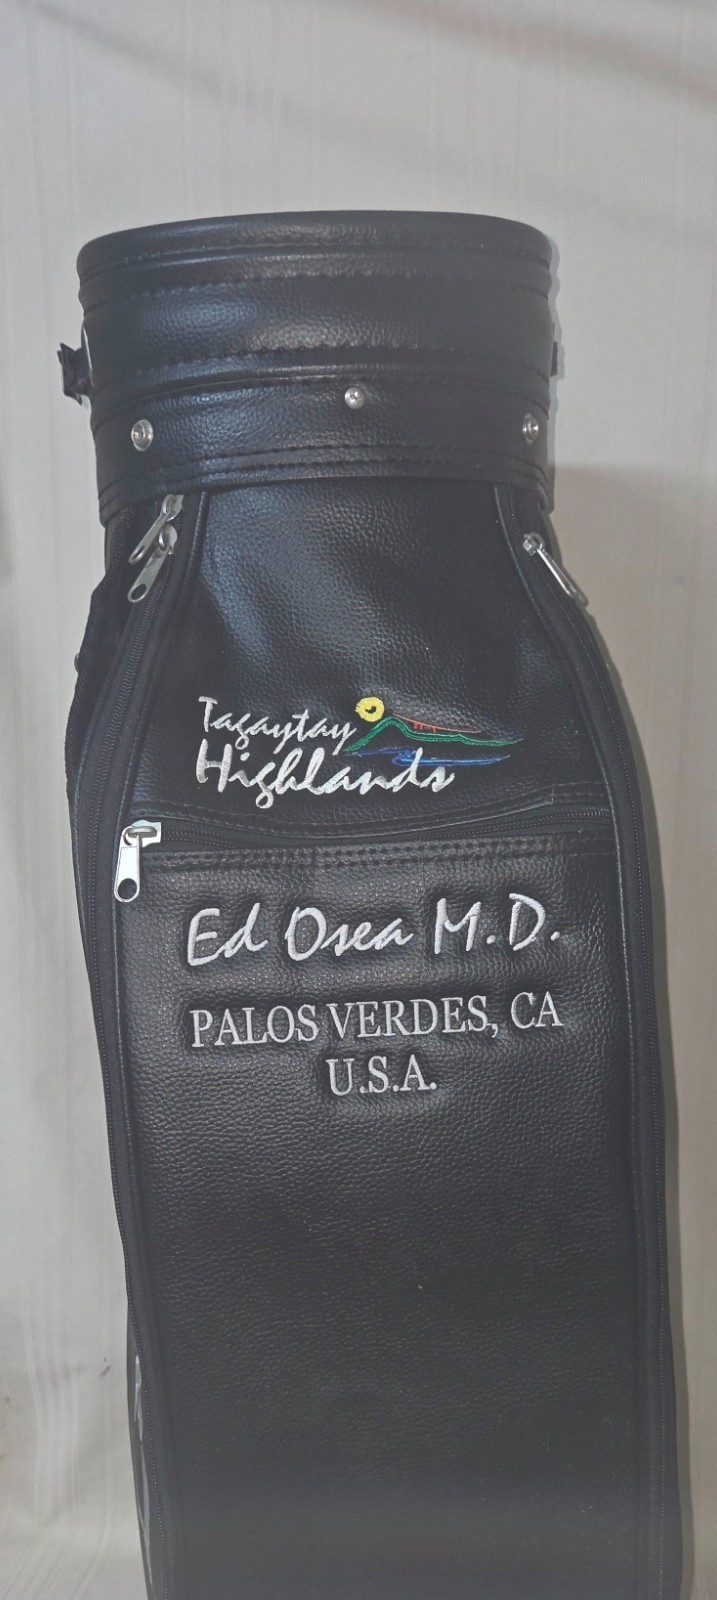 Tagaytay
Highlands
Ed Osea M.D.
PALOS VERDES, CA
U.S.A.